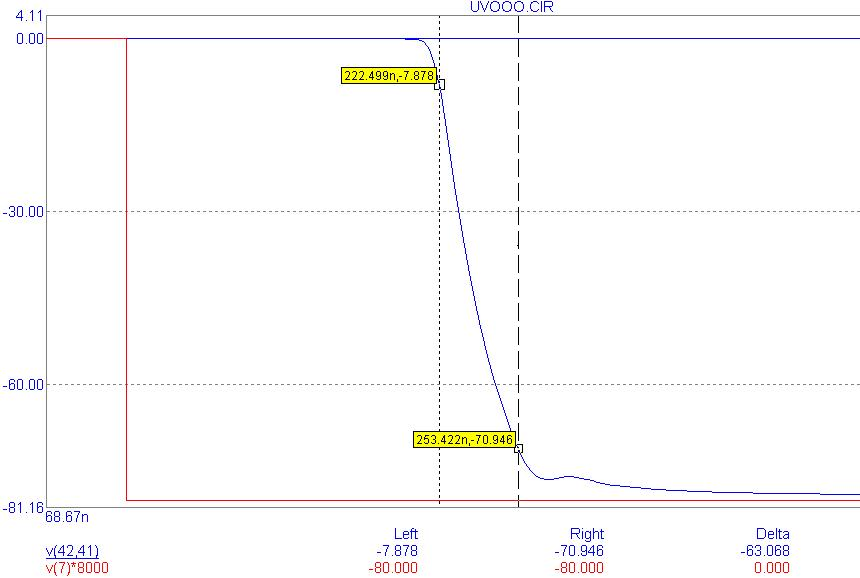 UVOOO.CIR
4.11
0.00
222.499n,-7.878
-30.00
-60.00
253.422n,-70.946
-81.16
68.67n
Left Right Delta
v(42,41) -7.878 -70.946 -63.068
v(7)*8000 -80.000 -80.000 0.000